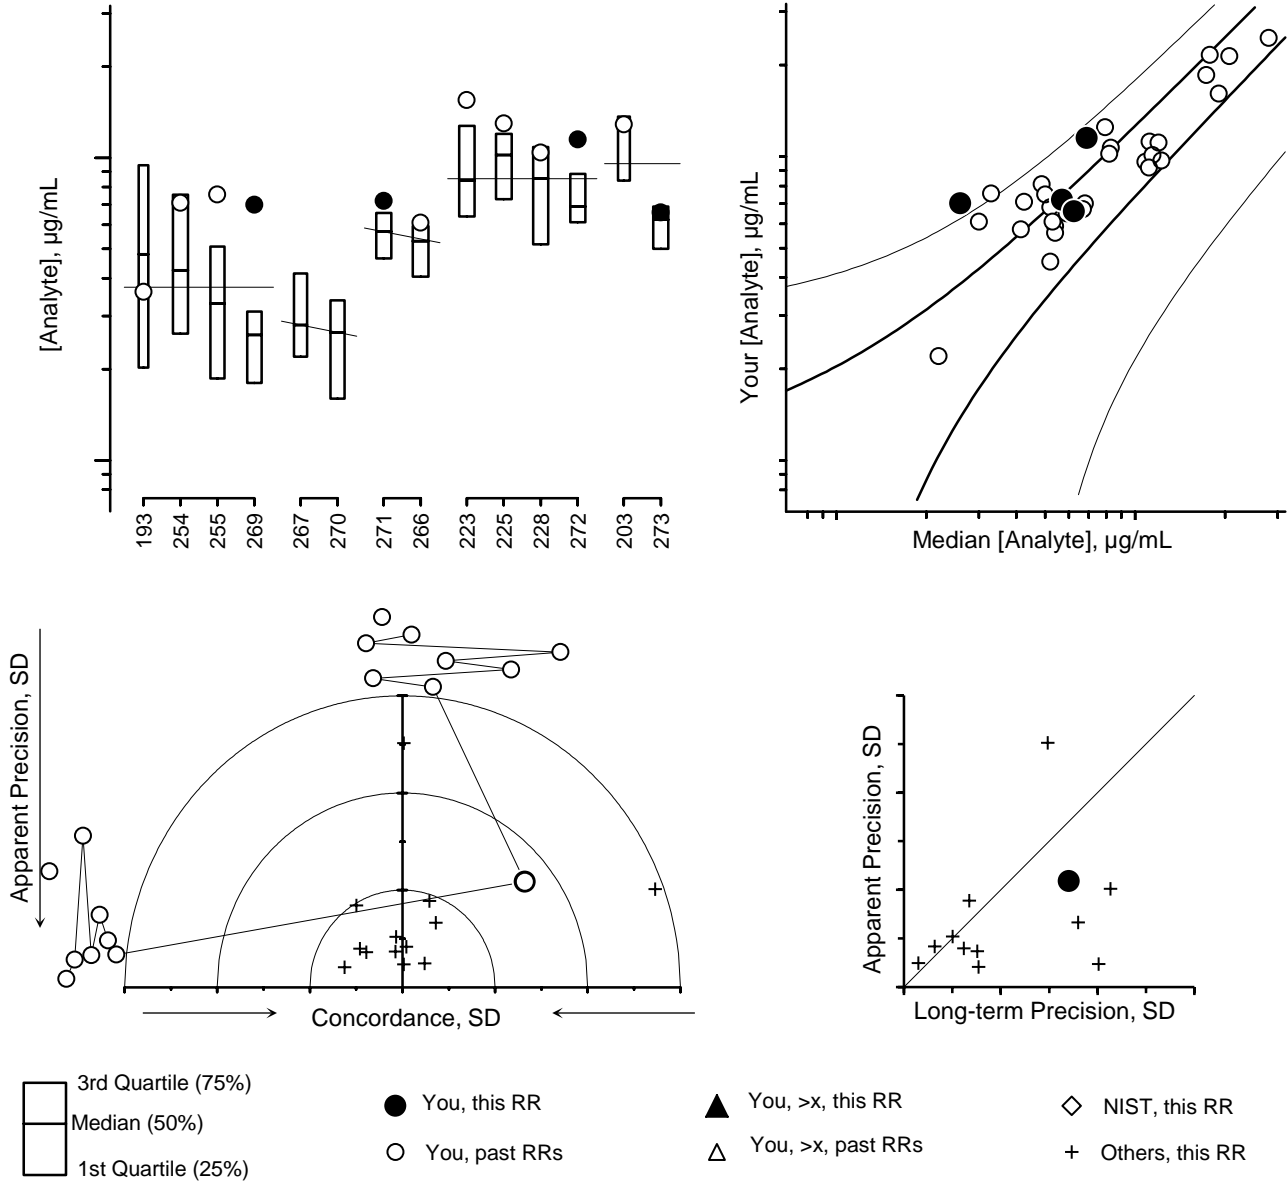 [Analyte], µg/mL
193
254
255
269
267
270
271
266
223
225
228
272
203
273
Your [Analyte], µg/mL
Median [Analyte], µg/mL
Apparent Precision, SD
Concordance, SD
Apparent Precision, SD
Long-term Precision, SD
3rd Quartile (75%)
Median (50%)
1st Quartile (25%)
You, this RR
You, past RRs
You, >x, this RR
You, >x, past RRs
NIST, this RR
Others, this RR